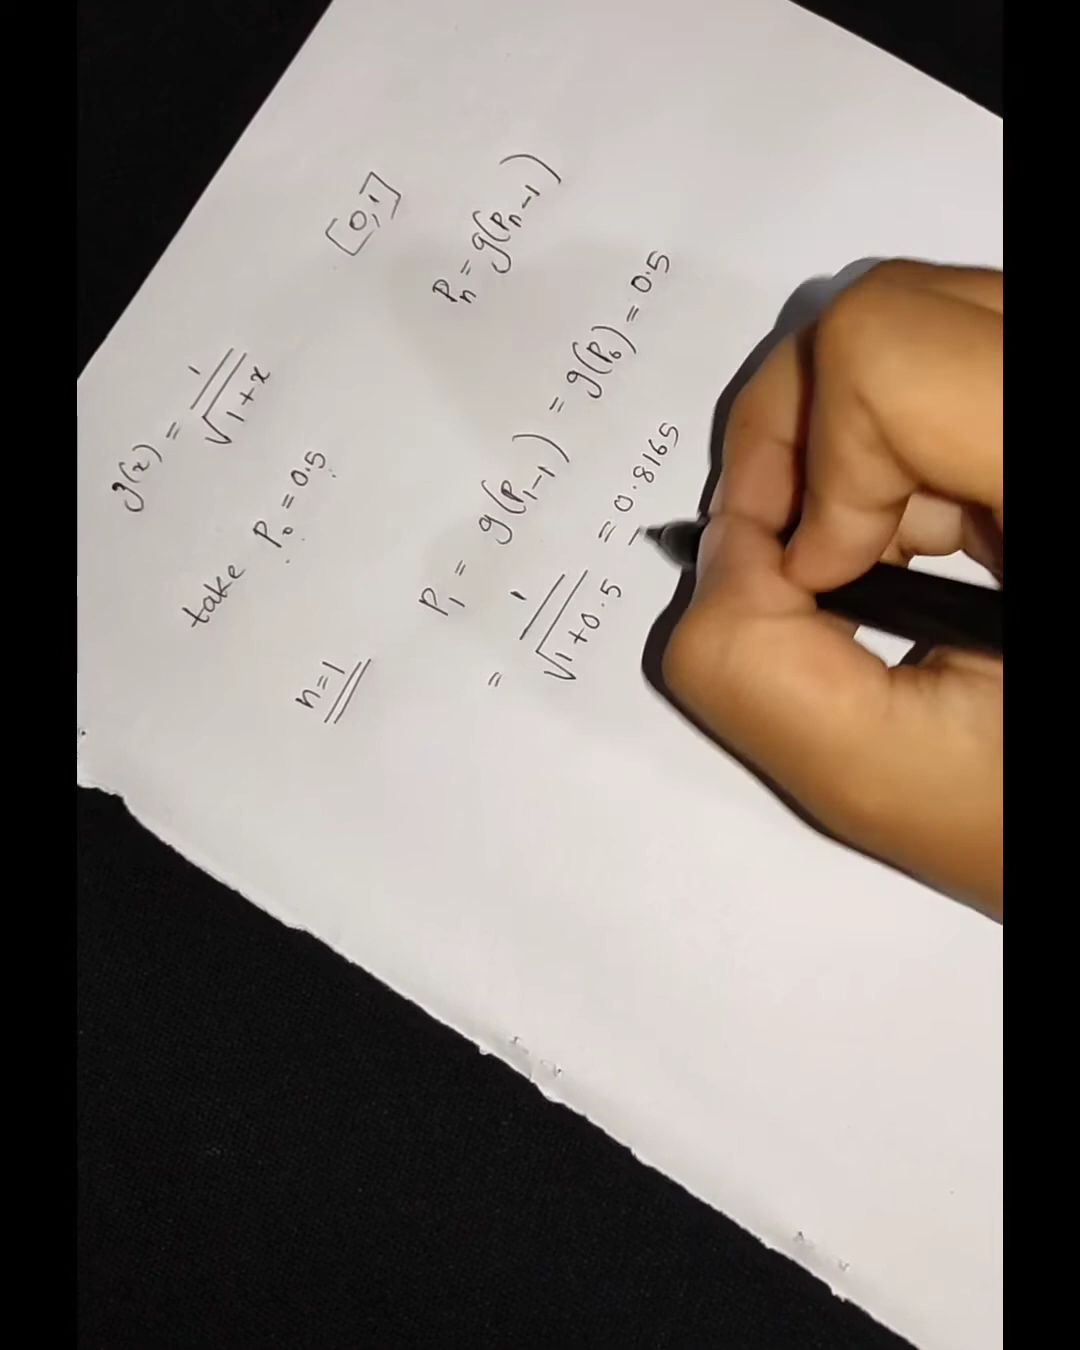 g(x) = 1/√1+x [0,1]
take P₀ = 0.5 Pₙ = g(Pₙ₋₁)
n=1
P₁ = g(P₁₋₁) = g(P₀) = 0.5
= 1/√1+0.5 = 0.8165